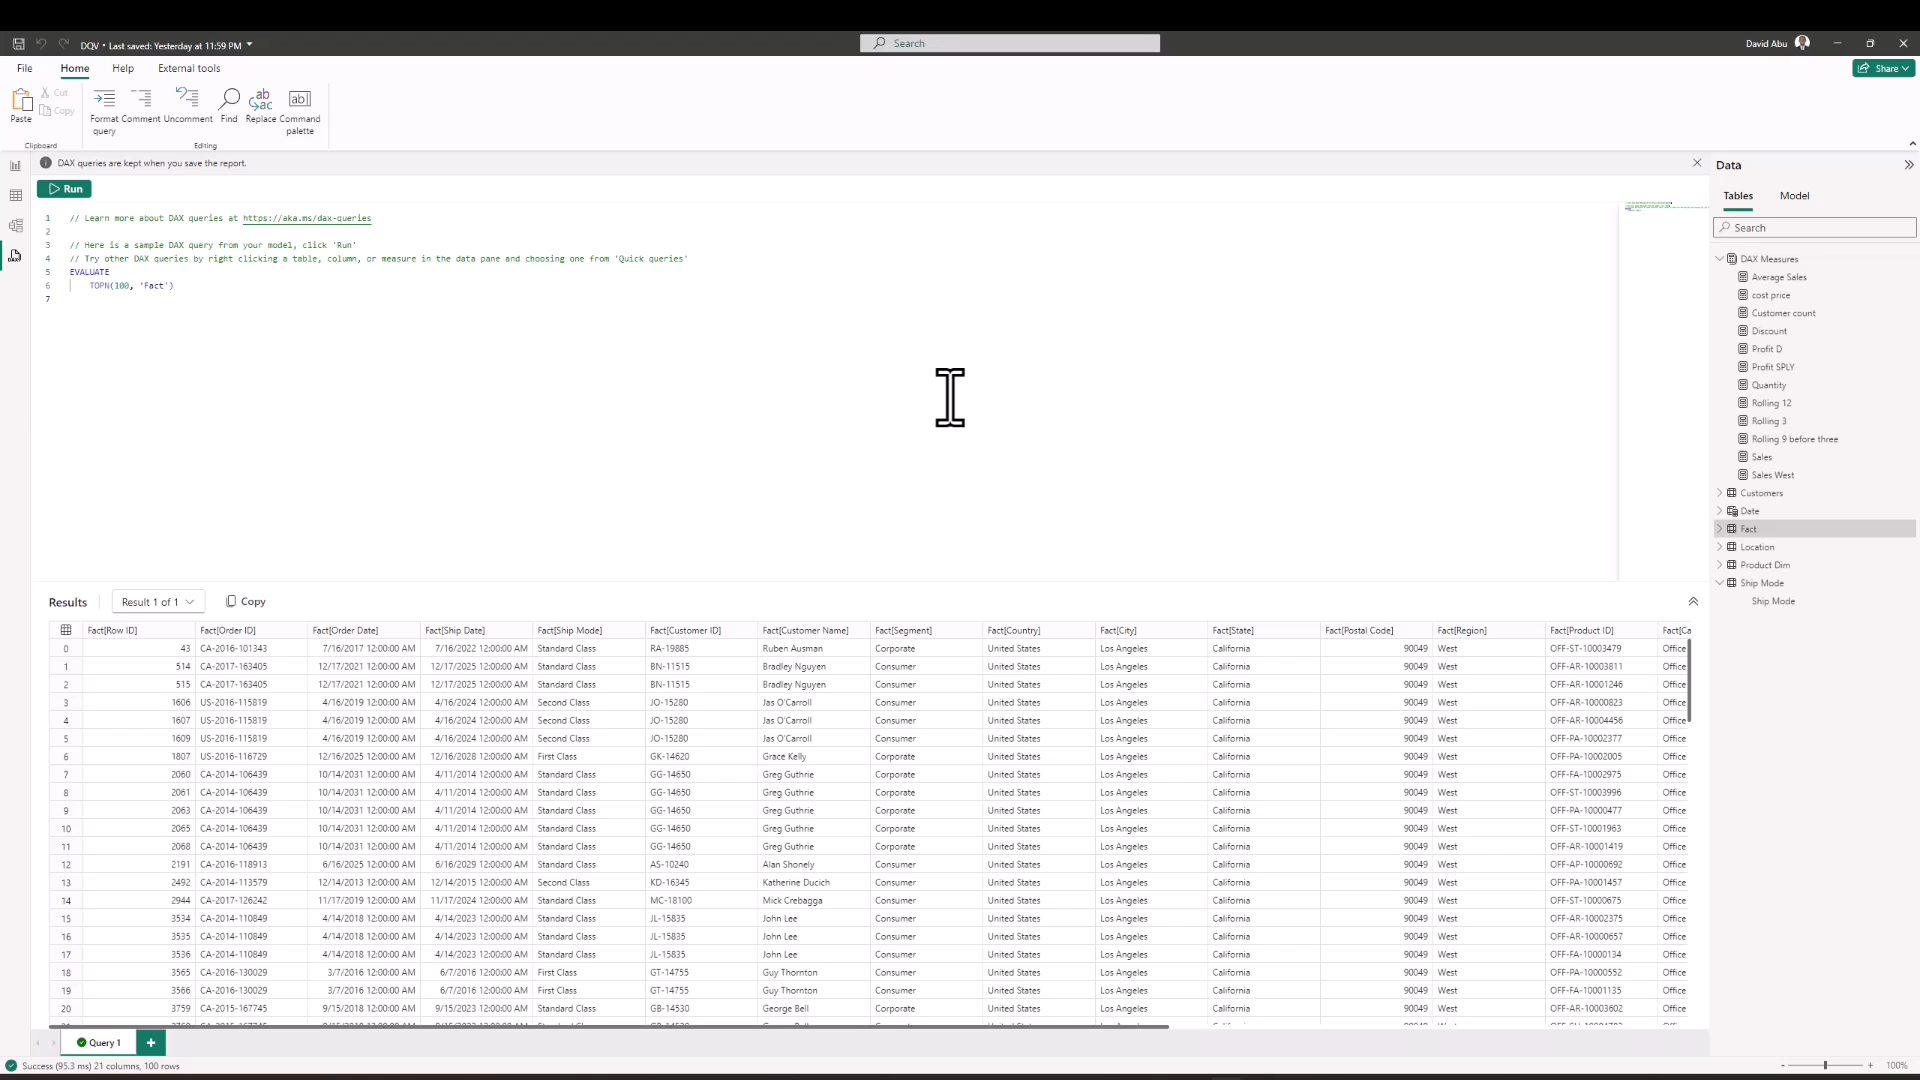 DQV • Last saved: Yesterday at 11:59 PM
Search
David Abu
File Home Help External tools
Share
Paste
Cut
Copy
Format query
Comment
Uncomment
Find
Replace
Command palette
Clipboard
Editing
DAX queries are kept when you save the report.
Run
1 // Learn more about DAX queries at https://aka.ms/dax-queries
2
3 // Here is a sample DAX query from your model, click 'Run'
4 // Try other DAX queries by right clicking a table, column, or measure in the data pane and choosing one from 'Quick queries'
5 EVALUATE
6 TOPN(100, 'Fact')
7
Data
Tables Model
Search
DAX Measures
Average Sales
cost price
Customer count
Discount
Profit D
Profit SPLY
Quantity
Rolling 12
Rolling 3
Rolling 9 before three
Sales
Sales West
Customers
Date
Fact
Location
Product Dim
Ship Mode
Ship Mode
Results Result 1 of 1 Copy
Fact[Row ID] Fact[Order ID] Fact[Order Date] Fact[Ship Date] Fact[Ship Mode] Fact[Customer ID] Fact[Customer Name] Fact[Segment] Fact[Country] Fact[City] Fact[State] Fact[Postal Code] Fact[Region] Fact[Product ID] Fact[Ca
0 43 CA-2016-101343 7/16/2017 12:00:00 AM 7/16/2022 12:00:00 AM Standard Class RA-19885 Ruben Ausman Corporate United States Los Angeles California 90049 West OFF-ST-10003479 Office
1 514 CA-2017-163405 12/17/2021 12:00:00 AM 12/17/2025 12:00:00 AM Standard Class BN-11515 Bradley Nguyen Consumer United States Los Angeles California 90049 West OFF-AR-10003811 Office
2 515 CA-2017-163405 12/17/2021 12:00:00 AM 12/17/2025 12:00:00 AM Standard Class BN-11515 Bradley Nguyen Consumer United States Los Angeles California 90049 West OFF-AR-10001246 Office
3 1606 US-2016-115819 4/16/2019 12:00:00 AM 4/16/2024 12:00:00 AM Second Class JO-15280 Jas O'Carroll Consumer United States Los Angeles California 90049 West OFF-AR-10000823 Office
4 1607 US-2016-115819 4/16/2019 12:00:00 AM 4/16/2024 12:00:00 AM Second Class JO-15280 Jas O'Carroll Consumer United States Los Angeles California 90049 West OFF-AR-10004456 Office
5 1609 US-2016-115819 4/16/2019 12:00:00 AM 4/16/2024 12:00:00 AM Second Class JO-15280 Jas O'Carroll Consumer United States Los Angeles California 90049 West OFF-PA-10002377 Office
6 1807 US-2016-116729 12/16/2025 12:00:00 AM 12/16/2028 12:00:00 AM First Class GK-14620 Grace Kelly Corporate United States Los Angeles California 90049 West OFF-PA-10002005 Office
7 2060 CA-2014-106439 10/14/2031 12:00:00 AM 4/11/2014 12:00:00 AM Standard Class GG-14650 Greg Guthrie Corporate United States Los Angeles California 90049 West OFF-FA-10002975 Office
8 2061 CA-2014-106439 10/14/2031 12:00:00 AM 4/11/2014 12:00:00 AM Standard Class GG-14650 Greg Guthrie Corporate United States Los Angeles California 90049 West OFF-ST-10003996 Office
9 2063 CA-2014-106439 10/14/2031 12:00:00 AM 4/11/2014 12:00:00 AM Standard Class GG-14650 Greg Guthrie Corporate United States Los Angeles California 90049 West OFF-PA-10000477 Office
10 2065 CA-2014-106439 10/14/2031 12:00:00 AM 4/11/2014 12:00:00 AM Standard Class GG-14650 Greg Guthrie Corporate United States Los Angeles California 90049 West OFF-ST-10001963 Office
11 2068 CA-2014-106439 10/14/2031 12:00:00 AM 4/11/2014 12:00:00 AM Standard Class GG-14650 Greg Guthrie Corporate United States Los Angeles California 90049 West OFF-AR-10001419 Office
12 2191 CA-2016-118913 6/16/2025 12:00:00 AM 6/16/2029 12:00:00 AM Standard Class AS-10240 Alan Shonely Consumer United States Los Angeles California 90049 West OFF-AP-10000692 Office
13 2492 CA-2014-113579 12/14/2013 12:00:00 AM 12/14/2015 12:00:00 AM Second Class KD-16345 Katherine Ducich Consumer United States Los Angeles California 90049 West OFF-PA-10001457 Office
14 2944 CA-2017-126242 11/17/2019 12:00:00 AM 11/17/2024 12:00:00 AM Standard Class MC-18100 Mick Crebagga Consumer United States Los Angeles California 90049 West OFF-ST-10000675 Office
15 3534 CA-2014-110849 4/14/2018 12:00:00 AM 4/14/2023 12:00:00 AM Standard Class JL-15835 John Lee Consumer United States Los Angeles California 90049 West OFF-AR-10002375 Office
16 3535 CA-2014-110849 4/14/2018 12:00:00 AM 4/14/2023 12:00:00 AM Standard Class JL-15835 John Lee Consumer United States Los Angeles California 90049 West OFF-AR-10000657 Office
17 3536 CA-2014-110849 4/14/2018 12:00:00 AM 4/14/2023 12:00:00 AM Standard Class JL-15835 John Lee Consumer United States Los Angeles California 90049 West OFF-FA-10000134 Office
18 3565 CA-2016-130029 3/7/2016 12:00:00 AM 6/7/2016 12:00:00 AM First Class GT-14755 Guy Thornton Consumer United States Los Angeles California 90049 West OFF-PA-10000552 Office
19 3566 CA-2016-130029 3/7/2016 12:00:00 AM 6/7/2016 12:00:00 AM First Class GT-14755 Guy Thornton Consumer United States Los Angeles California 90049 West OFF-FA-10001135 Office
20 3759 CA-2015-167745 9/15/2018 12:00:00 AM 9/15/2023 12:00:00 AM Standard Class GB-14530 George Bell Corporate United States Los Angeles California 90049 West OFF-AR-10003602 Office
Query 1
Success (95.3 ms) 21 columns, 100 rows
100%